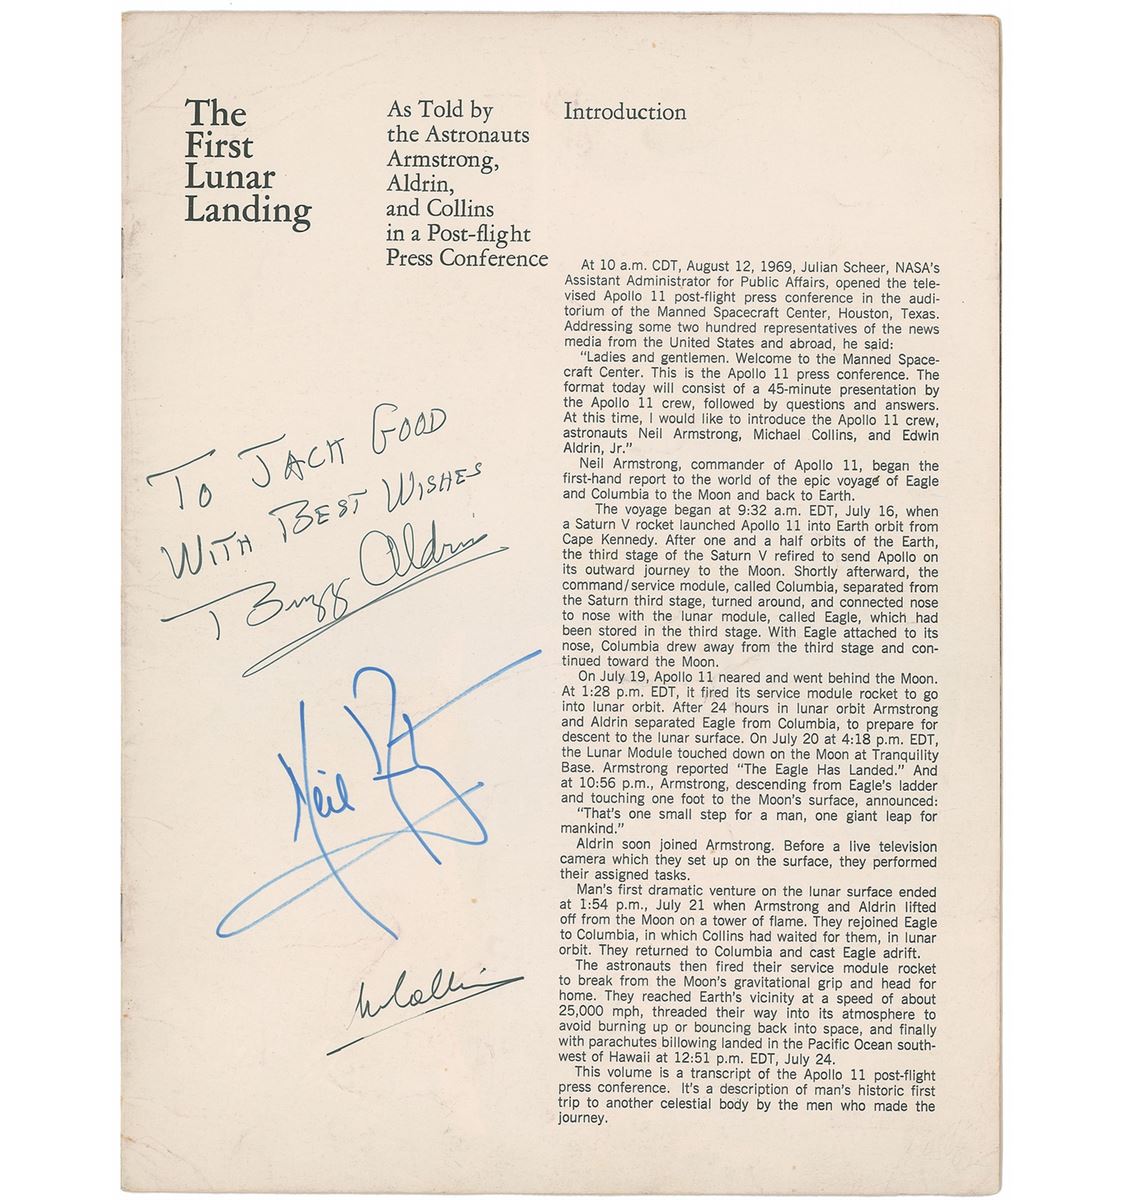 The
First
Lunar
Landing
As Told by
the Astronauts
Armstrong,
Aldrin,
and Collins
in a Post-flight
Press Conference
Introduction
At 10 a.m. CDT, August 12, 1969, Julian Scheer, NASA's
Assistant Administrator for Public Affairs, opened the tele-
vised Apollo 11 post-flight press conference in the audi-
torium of the Manned Spacecraft Center, Houston, Texas.
Addressing some two hundred representatives of the news
media from the United States and abroad, he said:
"Ladies and gentlemen. Welcome to the Manned Space-
craft Center. This is the Apollo 11 press conference. The
format today will consist of a 45-minute presentation by
the Apollo 11 crew, followed by questions and answers.
At this time, I would like to introduce the Apollo 11 crew,
astronauts Neil Armstrong, Michael Collins, and Edwin
Aldrin, Jr."
Neil Armstrong, commander of Apollo 11, began the
first-hand report to the world of the epic voyage of Eagle
and Columbia to the Moon and back to Earth.
The voyage began at 9:32 a.m. EDT, July 16, when
a Saturn V rocket launched Apollo 11 into Earth orbit from
Cape Kennedy. After one and a half orbits of the Earth,
the third stage of the Saturn V refired to send Apollo on
its outward journey to the Moon. Shortly afterward, the
command/service module, called Columbia, separated from
the Saturn third stage, turned around, and connected nose
to nose with the lunar module, called Eagle, which had
been stored in the third stage. With Eagle attached to its
nose, Columbia drew away from the third stage and con-
tinued toward the Moon.
On July 19, Apollo 11 neared and went behind the Moon.
At 1:28 p.m. EDT, it fired its service module rocket to go
into lunar orbit. After 24 hours in lunar orbit Armstrong
and Aldrin separated Eagle from Columbia, to prepare for
descent to the lunar surface. On July 20 at 4:18 p.m. EDT,
the Lunar Module touched down on the Moon at Tranquility
Base. Armstrong reported "The Eagle Has Landed." And
at 10:56 p.m., Armstrong, descending from Eagle's ladder
and touching one foot to the Moon's surface, announced:
"That's one small step for a man, one giant leap for
mankind."
Aldrin soon joined Armstrong. Before a live television
camera which they set up on the surface, they performed
their assigned tasks.
Man's first dramatic venture on the lunar surface ended
at 1:54 p.m., July 21 when Armstrong and Aldrin lifted
off from the Moon on a tower of flame. They rejoined Eagle
to Columbia, in which Collins had waited for them, in lunar
orbit. They returned to Columbia and cast Eagle adrift.
The astronauts then fired their service module rocket
to break from the Moon's gravitational grip and head for
home. They reached Earth's vicinity at a speed of about
25,000 mph, threaded their way into its atmosphere to
avoid burning up or bouncing back into space, and finally
with parachutes billowing landed in the Pacific Ocean south-
west of Hawaii at 12:51 p.m. EDT, July 24.
This volume is a transcript of the Apollo 11 post-flight
press conference. It's a description of man's historic first
trip to another celestial body by the men who made the
journey.
TO JACK GOOD
WITH BEST WISHES
Buzz Aldrin
Neil
M Collins